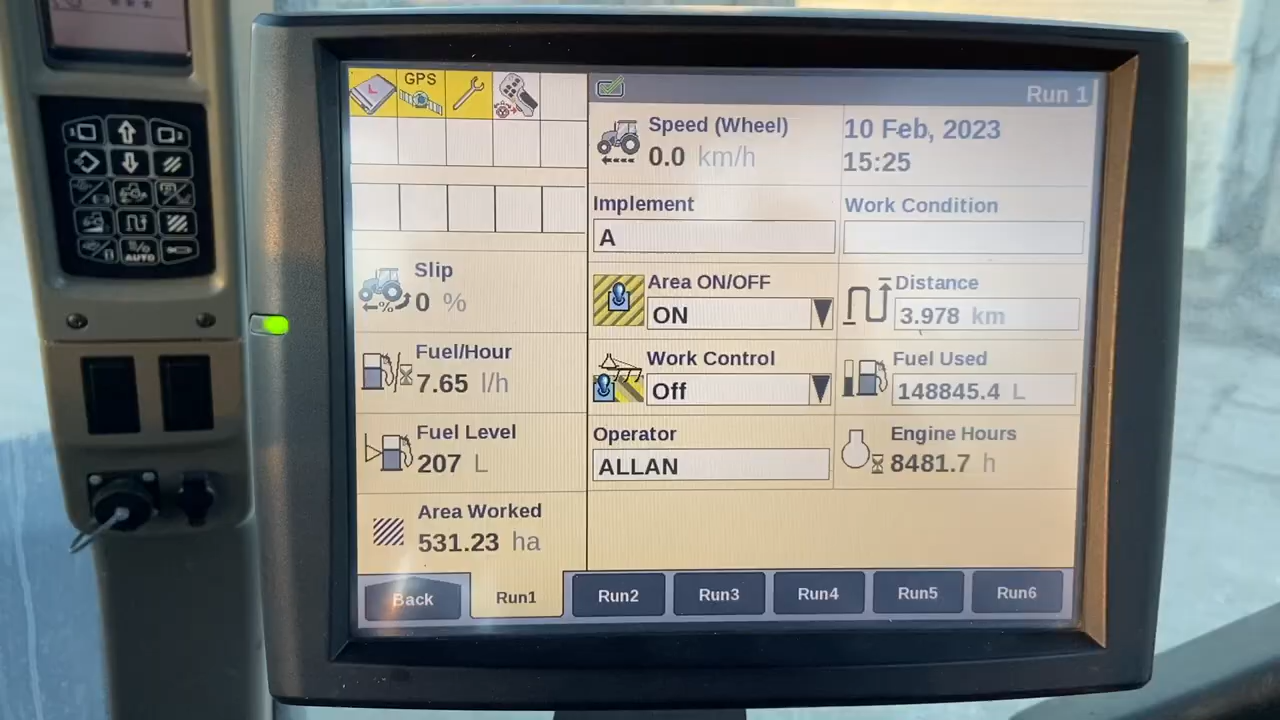 GPS
Run 1
Speed (Wheel)
0.0 km/h
10 Feb, 2023
15:25
Implement
A
Work Condition
Slip
0 %
Area ON/OFF
ON
Distance
3.978 km
Fuel/Hour
7.65 l/h
Work Control
Off
Fuel Used
148845.4 L
Fuel Level
207 L
Operator
ALLAN
Engine Hours
8481.7 h
Area Worked
531.23 ha
Back
Run1
Run2
Run3
Run4
Run5
Run6
AUTO